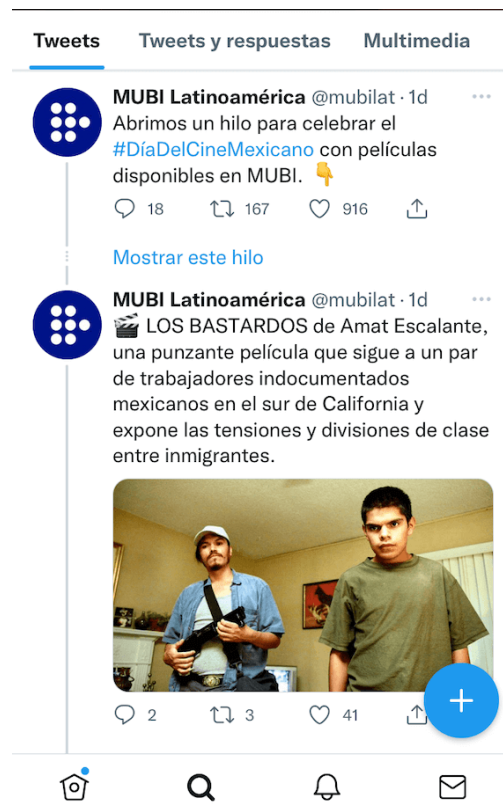 Tweets Tweets y respuestas Multimedia
MUBI Latinoamérica @mubilat · 1d
Abrimos un hilo para celebrar el
#DíaDelCineMexicano con películas
disponibles en MUBI. 👇
18 167 916
Mostrar este hilo
MUBI Latinoamérica @mubilat · 1d
🎬 LOS BASTARDOS de Amat Escalante,
una punzante película que sigue a un par
de trabajadores indocumentados
mexicanos en el sur de California y
expone las tensiones y divisiones de clase
entre inmigrantes.
2 3 41